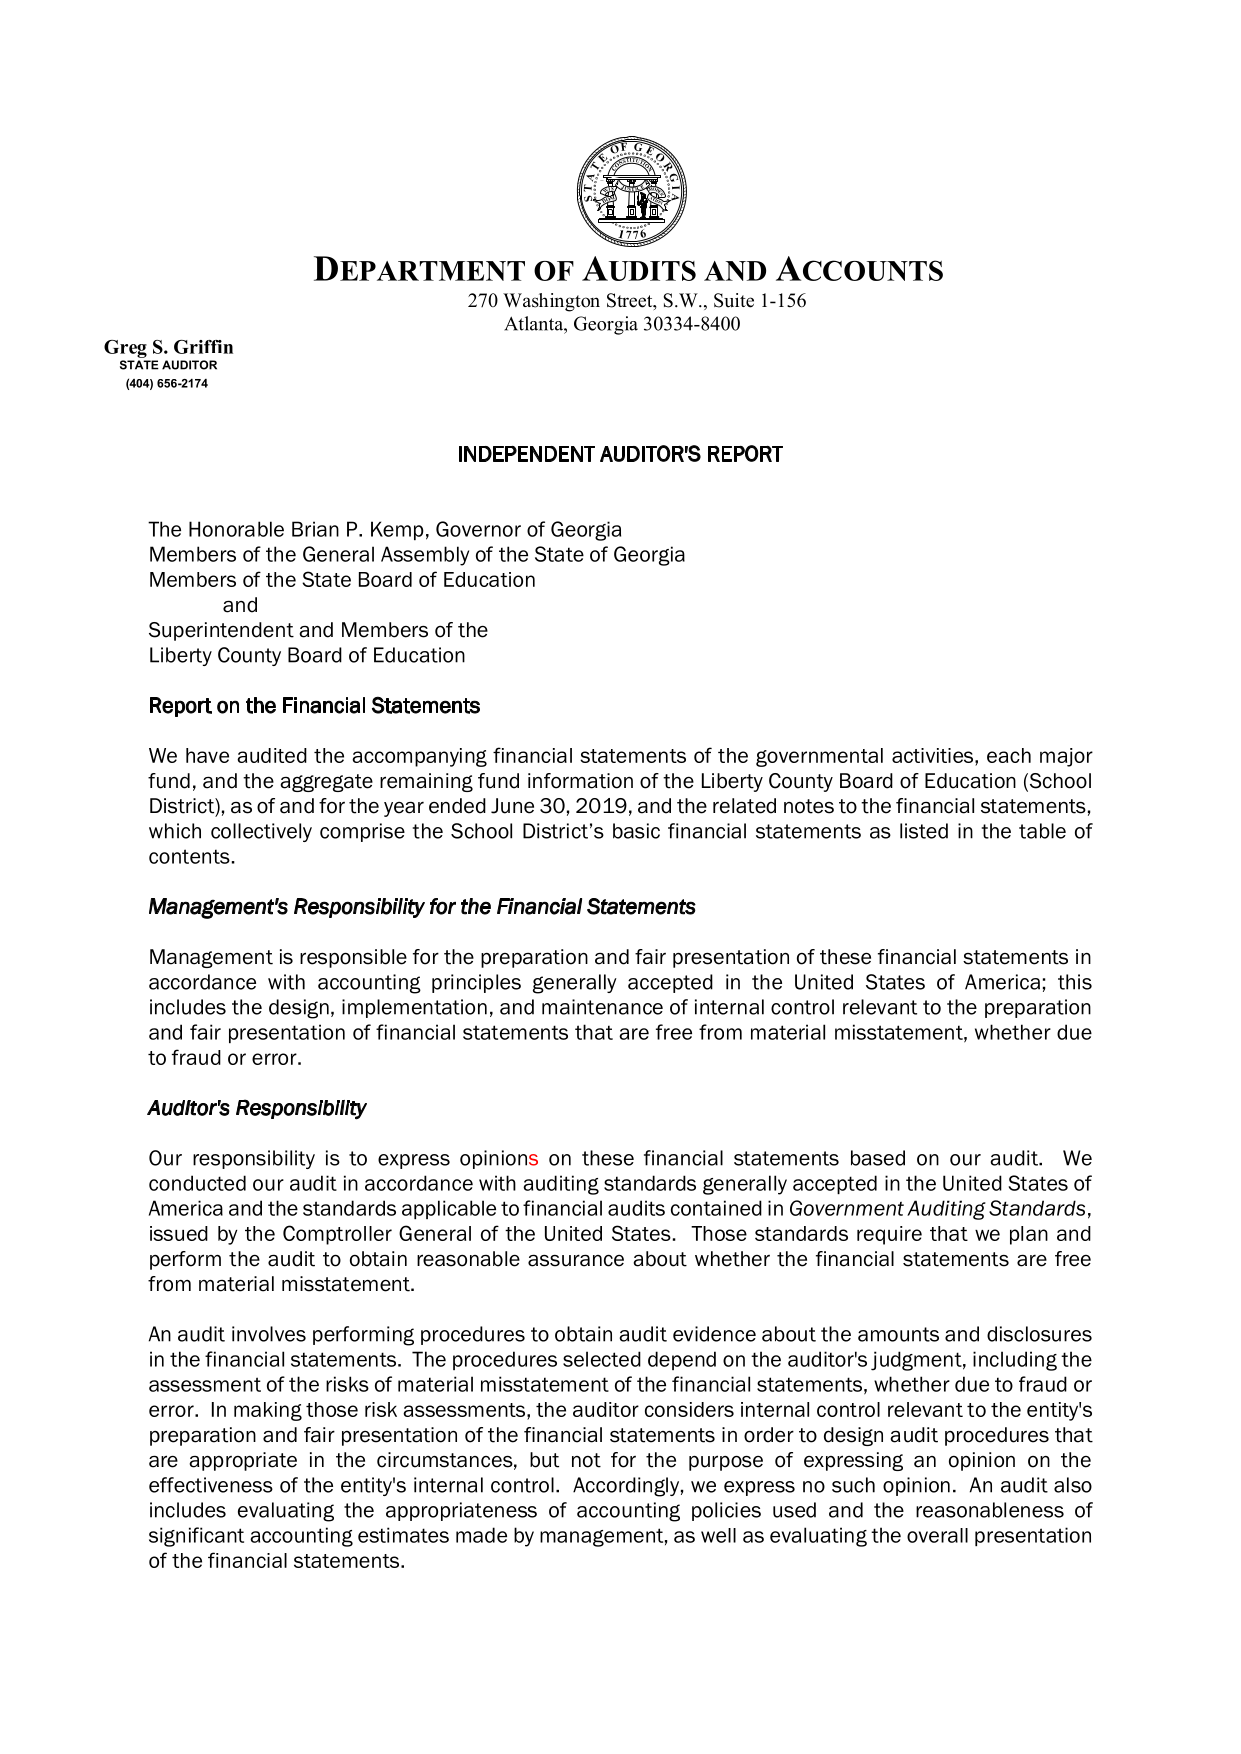 STATE OF GEORGIA
CONSTITUTION
1776
DEPARTMENT OF AUDITS AND ACCOUNTS
270 Washington Street, S.W., Suite 1-156
Atlanta, Georgia 30334-8400
Greg S. Griffin
STATE AUDITOR
(404) 656-2174
INDEPENDENT AUDITOR'S REPORT
The Honorable Brian P. Kemp, Governor of Georgia
Members of the General Assembly of the State of Georgia
Members of the State Board of Education
and
Superintendent and Members of the
Liberty County Board of Education
Report on the Financial Statements
We have audited the accompanying financial statements of the governmental activities, each major
fund, and the aggregate remaining fund information of the Liberty County Board of Education (School
District), as of and for the year ended June 30, 2019, and the related notes to the financial statements,
which collectively comprise the School District’s basic financial statements as listed in the table of
contents.
Management's Responsibility for the Financial Statements
Management is responsible for the preparation and fair presentation of these financial statements in
accordance with accounting principles generally accepted in the United States of America; this
includes the design, implementation, and maintenance of internal control relevant to the preparation
and fair presentation of financial statements that are free from material misstatement, whether due
to fraud or error.
Auditor's Responsibility
Our responsibility is to express opinions on these financial statements based on our audit. We
conducted our audit in accordance with auditing standards generally accepted in the United States of
America and the standards applicable to financial audits contained in Government Auditing Standards,
issued by the Comptroller General of the United States. Those standards require that we plan and
perform the audit to obtain reasonable assurance about whether the financial statements are free
from material misstatement.
An audit involves performing procedures to obtain audit evidence about the amounts and disclosures
in the financial statements. The procedures selected depend on the auditor's judgment, including the
assessment of the risks of material misstatement of the financial statements, whether due to fraud or
error. In making those risk assessments, the auditor considers internal control relevant to the entity's
preparation and fair presentation of the financial statements in order to design audit procedures that
are appropriate in the circumstances, but not for the purpose of expressing an opinion on the
effectiveness of the entity's internal control. Accordingly, we express no such opinion. An audit also
includes evaluating the appropriateness of accounting policies used and the reasonableness of
significant accounting estimates made by management, as well as evaluating the overall presentation
of the financial statements.